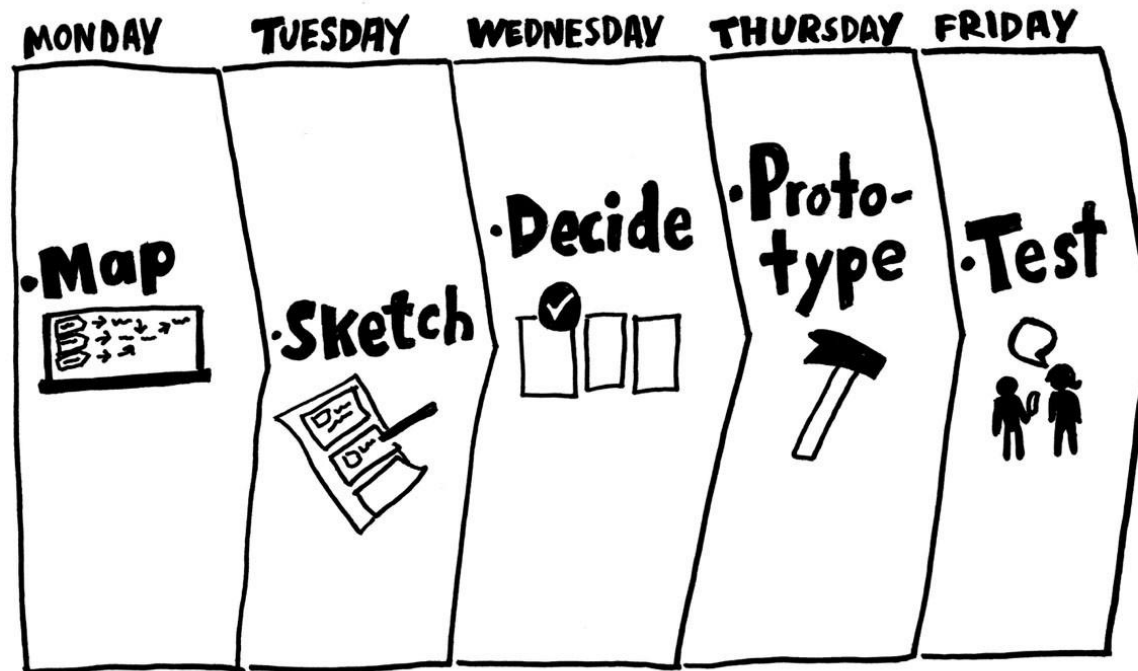 MONDAY TUESDAY WEDNESDAY THURSDAY FRIDAY
·Map
·Sketch
·Decide
·Proto-
type
·Test